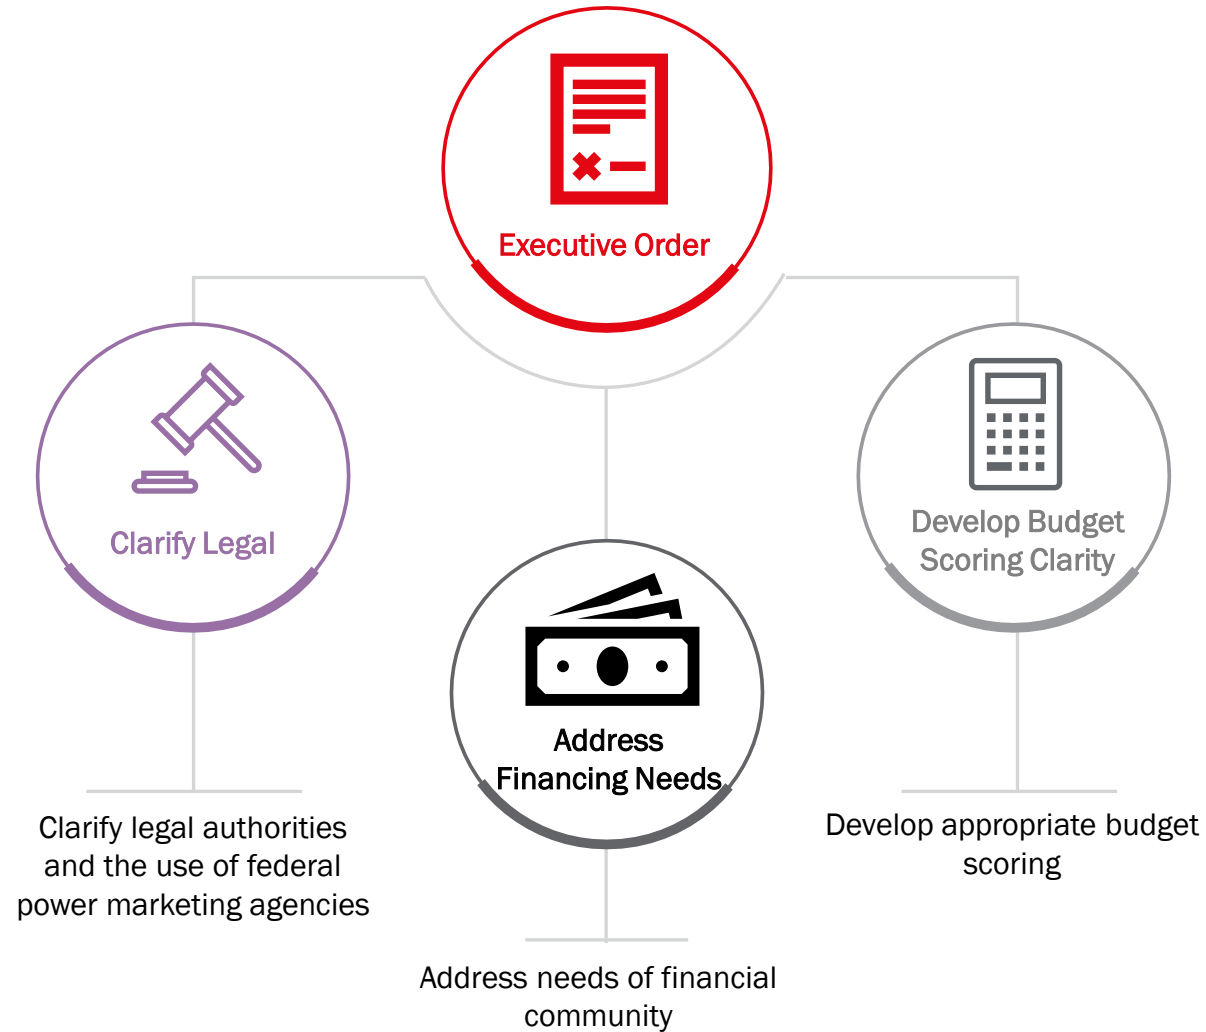 Executive Order
Clarify Legal
Develop Budget
Scoring Clarity
Address
Financing Needs
Clarify legal authorities
and the use of federal
power marketing agencies
Develop appropriate budget
scoring
Address needs of financial
community